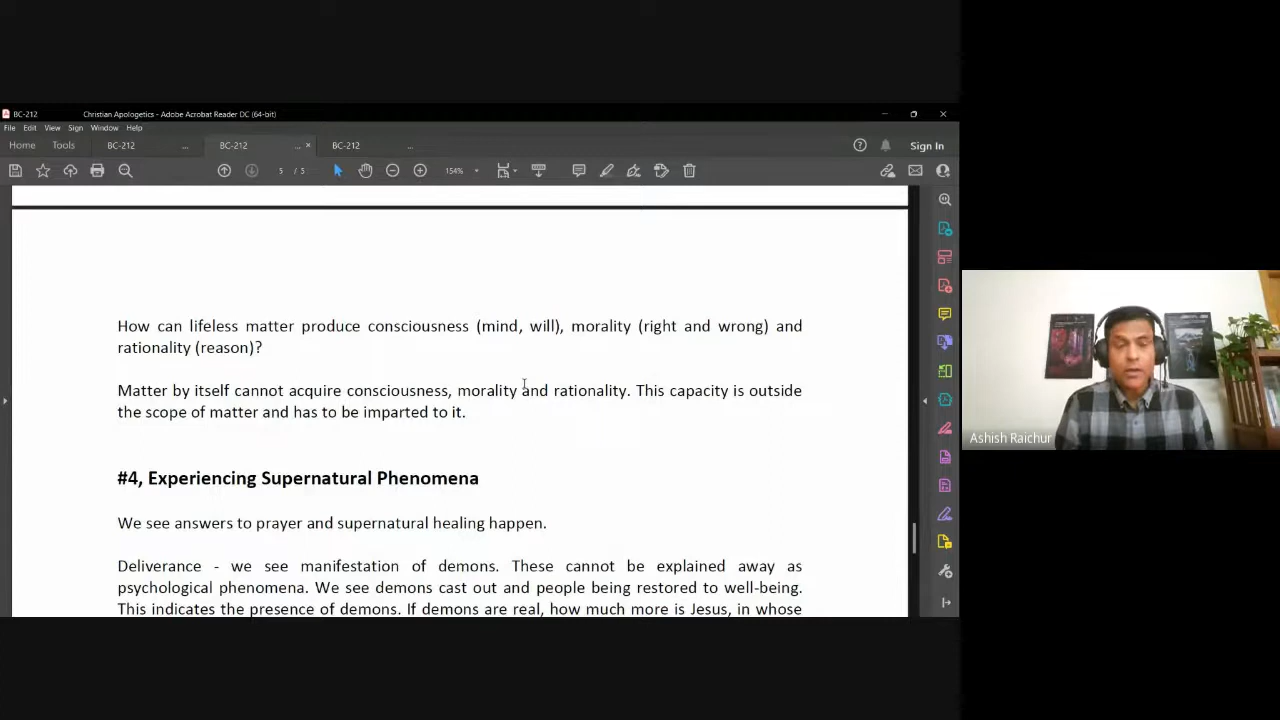 BC-212 Christian Apologetics - Adobe Acrobat Reader DC (64-bit)
File Edit View Sign Window Help
Home Tools BC-212 ... BC-212 ... × BC-212 ...
Sign In
5 / 5 154%
How can lifeless matter produce consciousness (mind, will), morality (right and wrong) and
rationality (reason)?
Matter by itself cannot acquire consciousness, morality and rationality. This capacity is outside
the scope of matter and has to be imparted to it.
#4, Experiencing Supernatural Phenomena
We see answers to prayer and supernatural healing happen.
Deliverance - we see manifestation of demons. These cannot be explained away as
psychological phenomena. We see demons cast out and people being restored to well-being.
This indicates the presence of demons. If demons are real, how much more is Jesus, in whose
Ashish Raichur